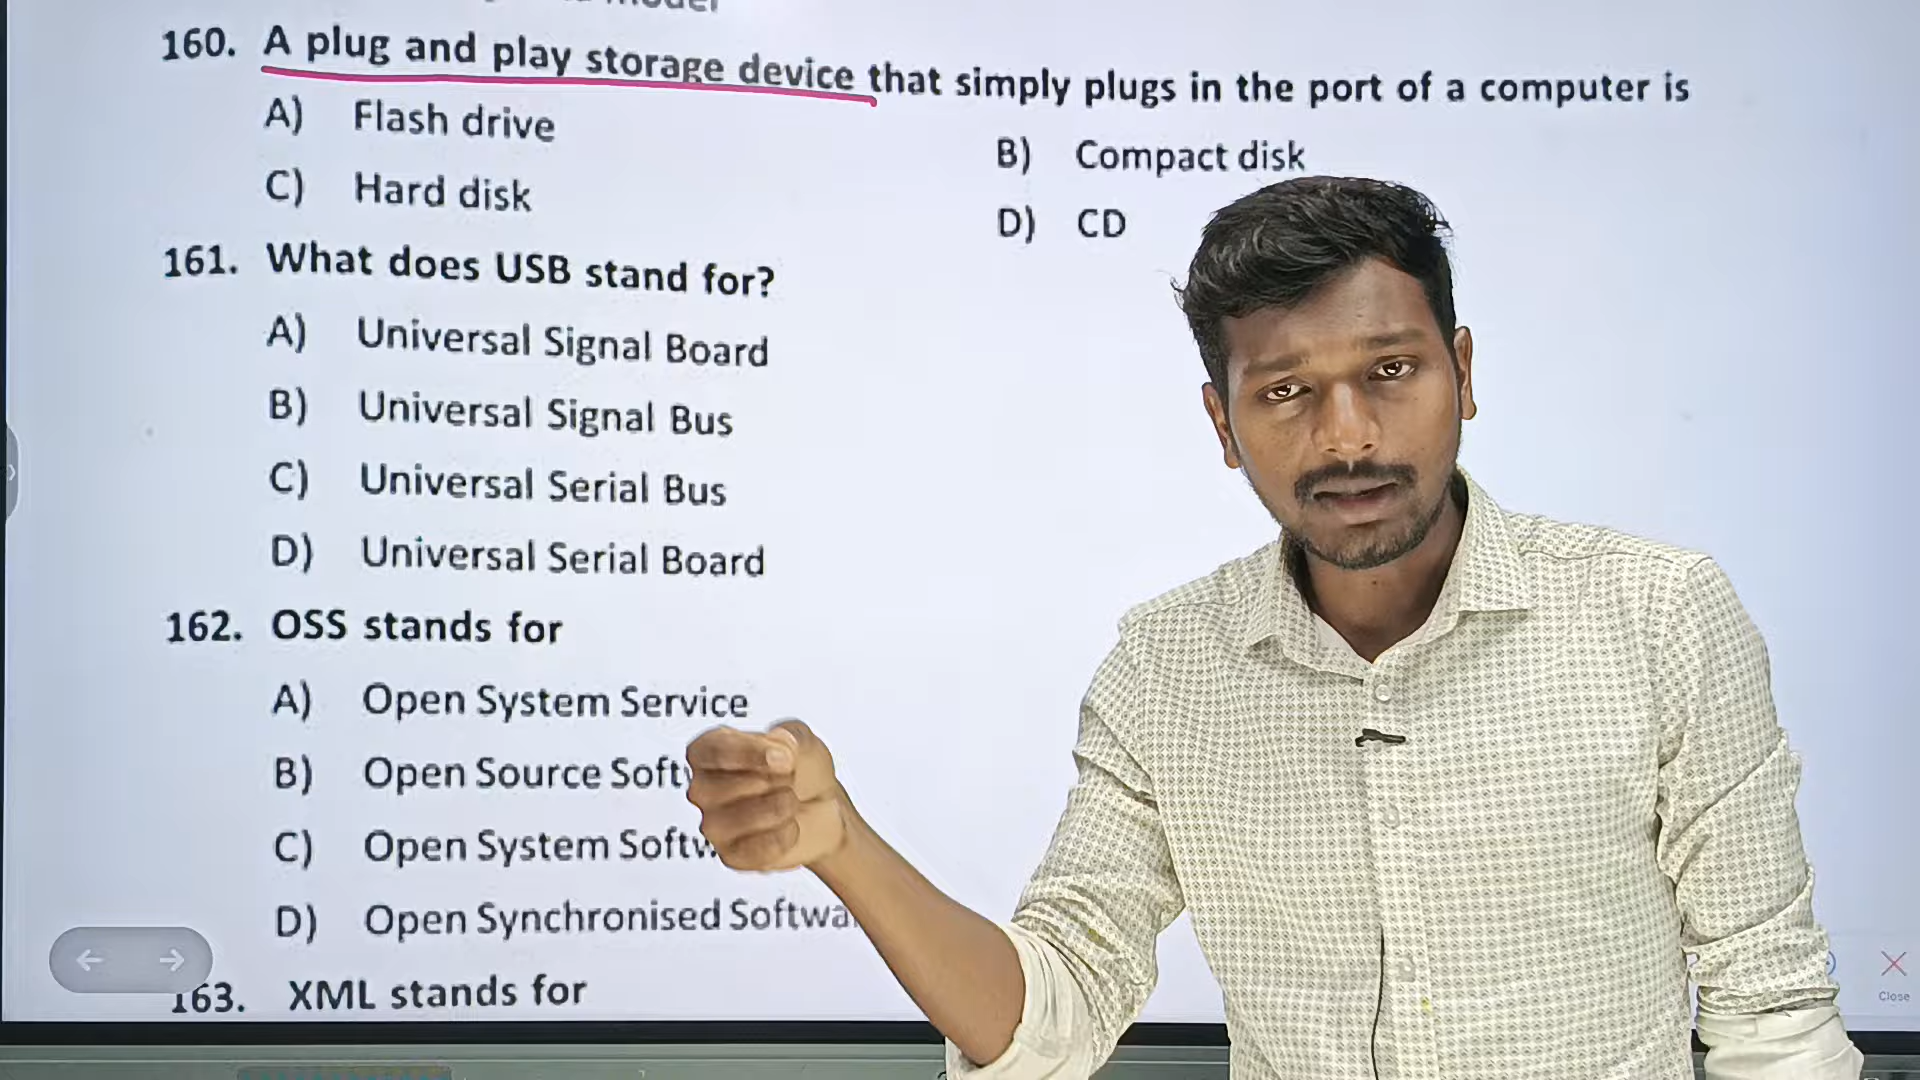 160. A plug and play storage device that simply plugs in the port of a computer is
A) Flash drive
B) Compact disk
C) Hard disk
D) CD
161. What does USB stand for?
A) Universal Signal Board
B) Universal Signal Bus
C) Universal Serial Bus
D) Universal Serial Board
162. OSS stands for
A) Open System Service
B) Open Source
C) Open System
D) Open Synchronised
163. XML stands for
Close